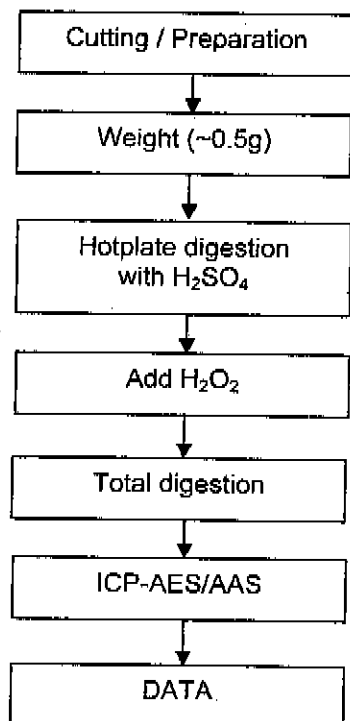 Cutting / Preparation
Weight (~0.5g)
Hotplate digestion
with H₂SO₄
Add H₂O₂
Total digestion
ICP-AES/AAS
DATA